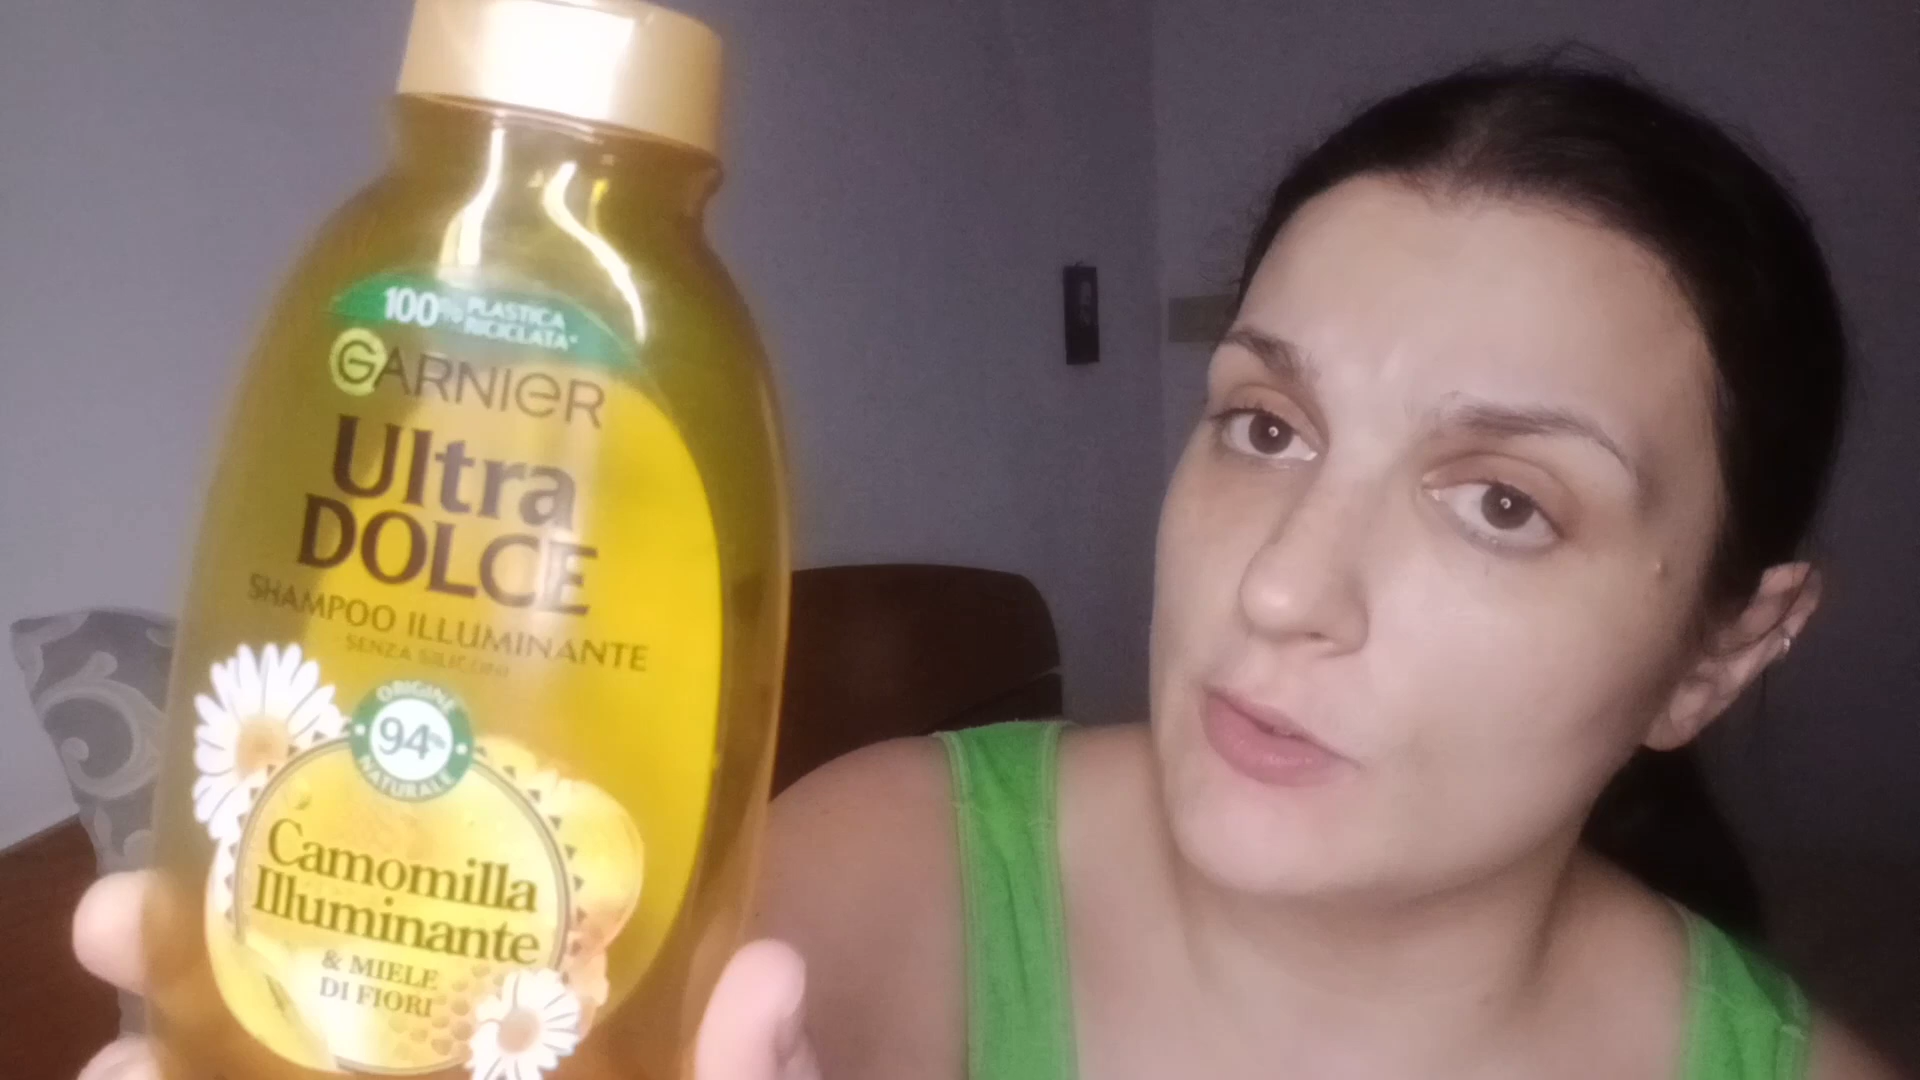 100% PLASTICA
RICICLATA*
GARNIER
Ultra
DOLCE
SHAMPOO ILLUMINANTE
SENZA SILICONI
ORIGINE
94%
NATURALE
Camomilla
Illuminante
& MIELE
DI FIORI